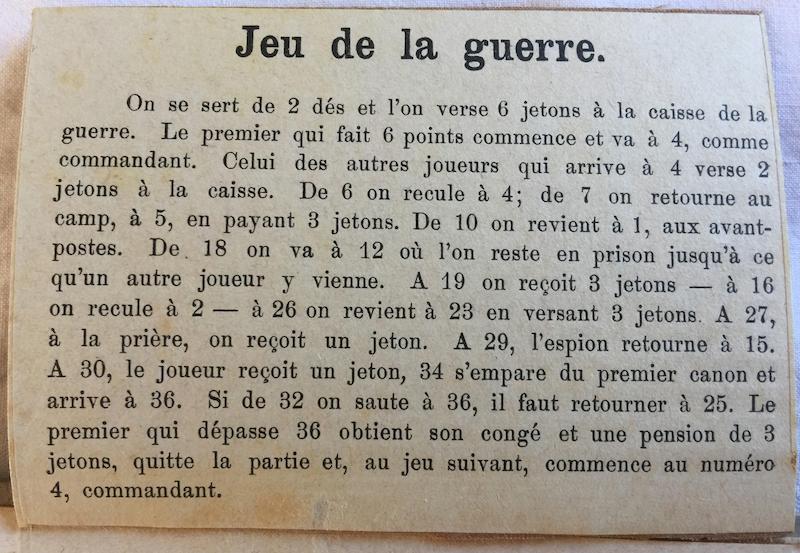 Jeu de la guerre.
On se sert de 2 dés et l'on verse 6 jetons à la caisse de la
guerre. Le premier qui fait 6 points commence et va à 4, comme
commandant. Celui des autres joueurs qui arrive à 4 verse 2
jetons à la caisse. De 6 on recule à 4; de 7 on retourne au
camp, à 5, en payant 3 jetons. De 10 on revient à 1, aux avant-
postes. De 18 on va à 12 où l'on reste en prison jusqu'à ce
qu'un autre joueur y vienne. A 19 on reçoit 3 jetons — à 16
on recule à 2 — à 26 on revient à 23 en versant 3 jetons. A 27,
à la prière, on reçoit un jeton. A 29, l'espion retourne à 15.
A 30, le joueur reçoit un jeton, 34 s'empare du premier canon et
arrive à 36. Si de 32 on saute à 36, il faut retourner à 25. Le
premier qui dépasse 36 obtient son congé et une pension de 3
jetons, quitte la partie et, au jeu suivant, commence au numéro
4, commandant.